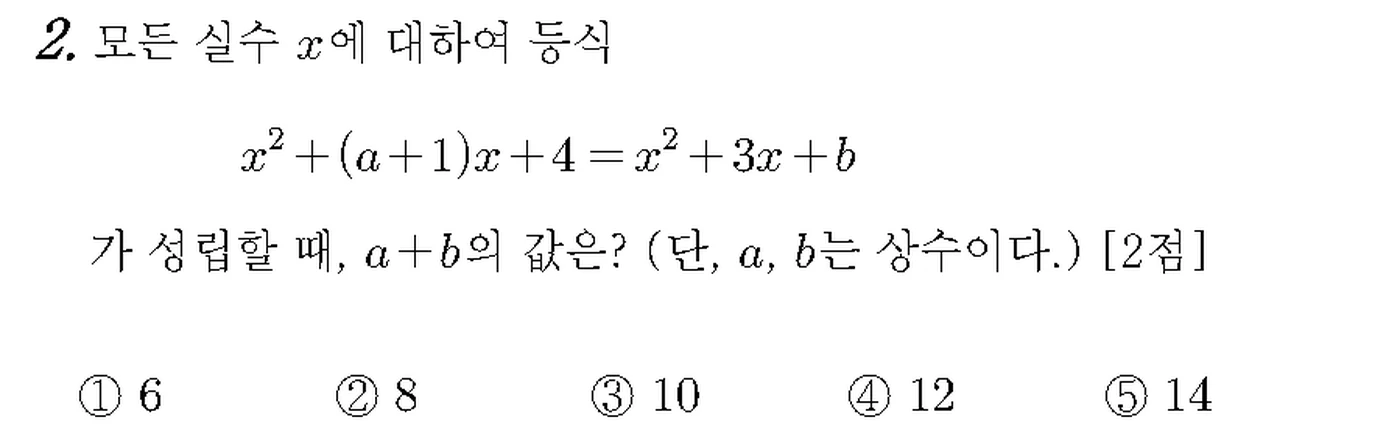 2. 모든 실수 x에 대하여 등식
x² + (a+1)x + 4 = x² + 3x + b
가 성립할 때, a+b의 값은? (단, a, b는 상수이다.) [2점]
① 6 ② 8 ③ 10 ④ 12 ⑤ 14